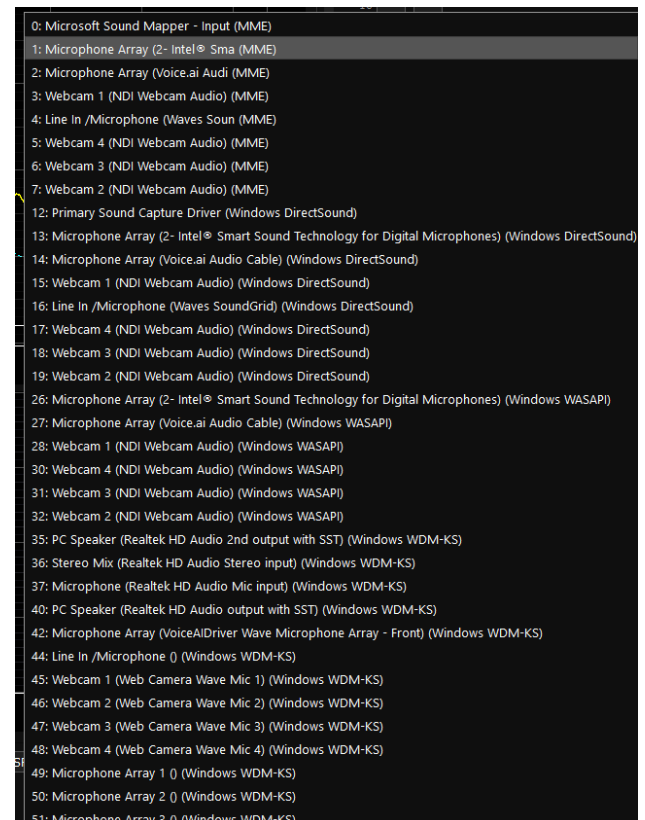 0: Microsoft Sound Mapper - Input (MME)
1: Microphone Array (2- Intel® Sma (MME)
2: Microphone Array (Voice.ai Audi (MME)
3: Webcam 1 (NDI Webcam Audio) (MME)
4: Line In /Microphone (Waves Soun (MME)
5: Webcam 4 (NDI Webcam Audio) (MME)
6: Webcam 3 (NDI Webcam Audio) (MME)
7: Webcam 2 (NDI Webcam Audio) (MME)
12: Primary Sound Capture Driver (Windows DirectSound)
13: Microphone Array (2- Intel® Smart Sound Technology for Digital Microphones) (Windows DirectSound)
14: Microphone Array (Voice.ai Audio Cable) (Windows DirectSound)
15: Webcam 1 (NDI Webcam Audio) (Windows DirectSound)
16: Line In /Microphone (Waves SoundGrid) (Windows DirectSound)
17: Webcam 4 (NDI Webcam Audio) (Windows DirectSound)
18: Webcam 3 (NDI Webcam Audio) (Windows DirectSound)
19: Webcam 2 (NDI Webcam Audio) (Windows DirectSound)
26: Microphone Array (2- Intel® Smart Sound Technology for Digital Microphones) (Windows WASAPI)
27: Microphone Array (Voice.ai Audio Cable) (Windows WASAPI)
28: Webcam 1 (NDI Webcam Audio) (Windows WASAPI)
30: Webcam 4 (NDI Webcam Audio) (Windows WASAPI)
31: Webcam 3 (NDI Webcam Audio) (Windows WASAPI)
32: Webcam 2 (NDI Webcam Audio) (Windows WASAPI)
35: PC Speaker (Realtek HD Audio 2nd output with SST) (Windows WDM-KS)
36: Stereo Mix (Realtek HD Audio Stereo input) (Windows WDM-KS)
37: Microphone (Realtek HD Audio Mic input) (Windows WDM-KS)
40: PC Speaker (Realtek HD Audio output with SST) (Windows WDM-KS)
42: Microphone Array (VoiceAIDriver Wave Microphone Array - Front) (Windows WDM-KS)
44: Line In /Microphone () (Windows WDM-KS)
45: Webcam 1 (Web Camera Wave Mic 1) (Windows WDM-KS)
46: Webcam 2 (Web Camera Wave Mic 2) (Windows WDM-KS)
47: Webcam 3 (Web Camera Wave Mic 3) (Windows WDM-KS)
48: Webcam 4 (Web Camera Wave Mic 4) (Windows WDM-KS)
49: Microphone Array 1 () (Windows WDM-KS)
50: Microphone Array 2 () (Windows WDM-KS)
51: Microphone Array 3 () (Windows WDM-KS)